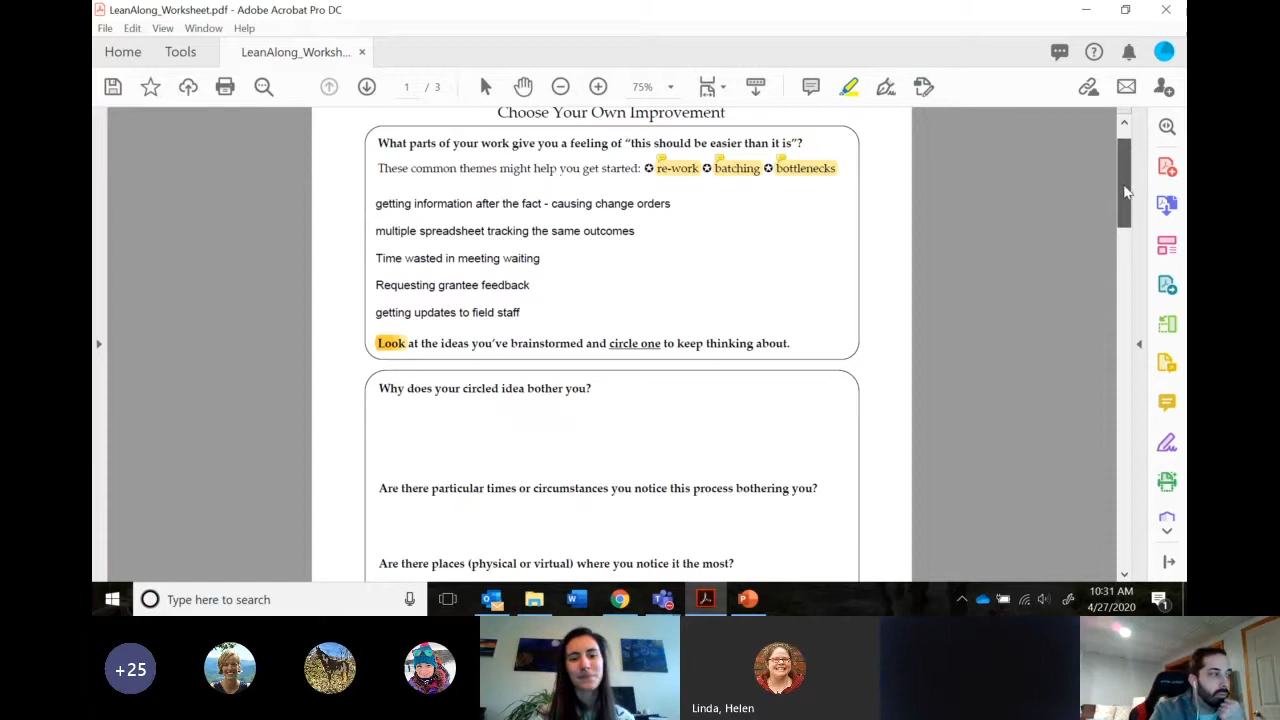 LeanAlong_Worksheet.pdf - Adobe Acrobat Pro DC
File Edit View Window Help
Home Tools LeanAlong_Worksh... ×
1 / 3 75%
Choose Your Own Improvement
What parts of your work give you a feeling of “this should be easier than it is”?
These common themes might help you get started: ✪ re-work ✪ batching ✪ bottlenecks
getting information after the fact - causing change orders
multiple spreadsheet tracking the same outcomes
Time wasted in meeting waiting
Requesting grantee feedback
getting updates to field staff
Look at the ideas you’ve brainstormed and circle one to keep thinking about.
Why does your circled idea bother you?
Are there particular times or circumstances you notice this process bothering you?
Are there places (physical or virtual) where you notice it the most?
Type here to search
10:31 AM
4/27/2020
1
+25
Linda, Helen